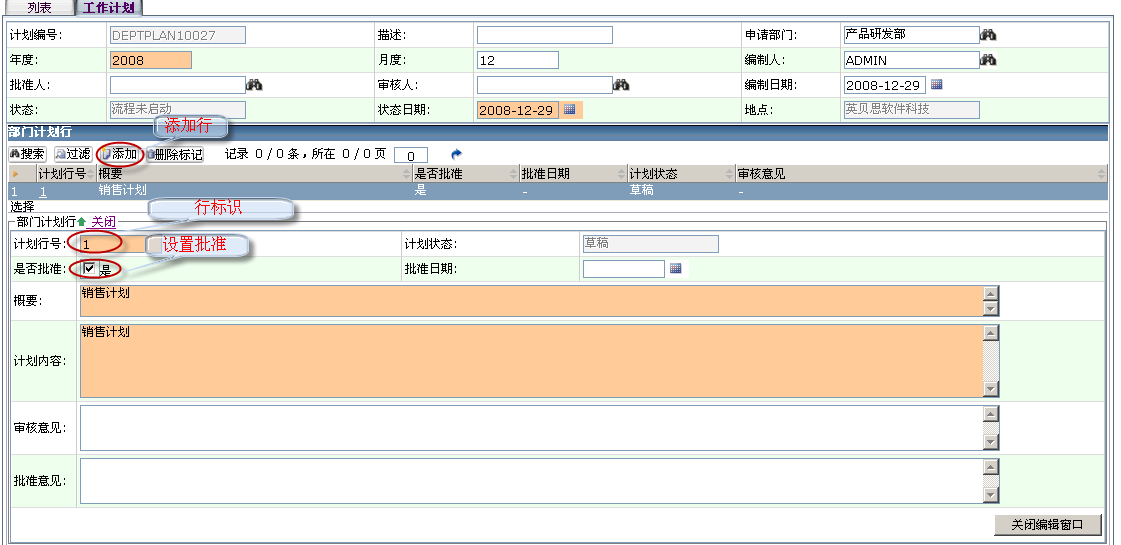 列表 工作计划
计划编号: DEPTPLAN10027 描述: 申请部门: 产品研发部
年度: 2008 月度: 12 编制人: ADMIN
批准人: 审核人: 编制日期: 2008-12-29
状态: 流程未启动 状态日期: 2008-12-29 地点: 英贝思软件科技
添加行
部门计划行
搜索 过滤 添加 删除标记 记录 0 / 0 条，所在 0 / 0 页 0
计划行号 概要 是否批准 批准日期 计划状态 审核意见
1 1 销售计划 是 - 草稿 -
选择
行标识
部门计划行 关闭
计划行号: 1 计划状态: 草稿
设置批准
是否批准: 是 批准日期:
概要: 销售计划
计划内容: 销售计划
审核意见:
批准意见:
关闭编辑窗口